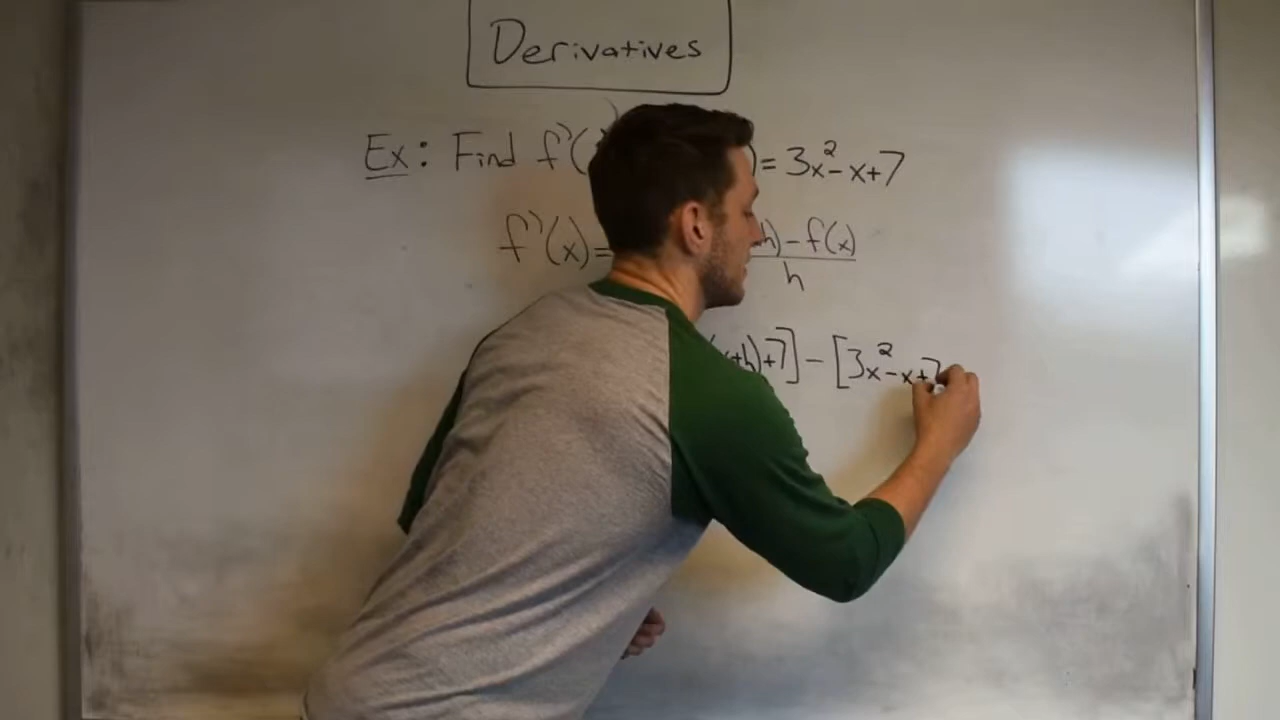 Derivatives
Ex: Find f'( ) = 3x²-x+7
f'(x)= h)-f(x)
h
+h)+7] - [3x²-x+7